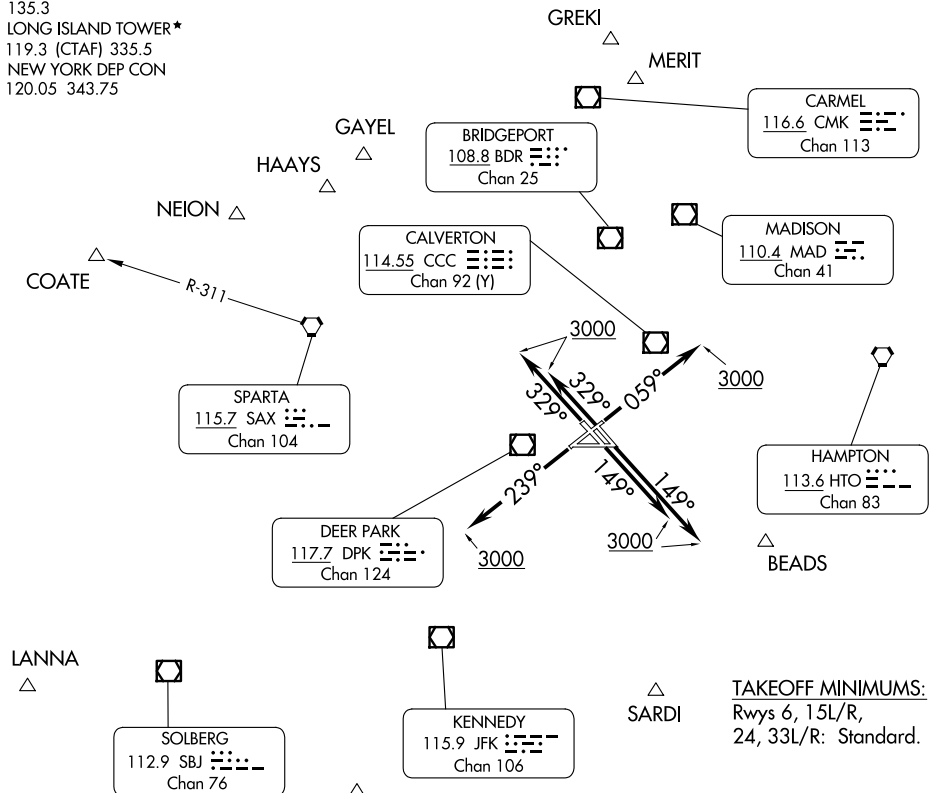 135.3
LONG ISLAND TOWER★
119.3 (CTAF) 335.5
NEW YORK DEP CON
120.05 343.75
GREKI
MERIT
CARMEL
116.6 CMK
Chan 113
GAYEL
BRIDGEPORT
108.8 BDR
Chan 25
HAAYS
NEION
MADISON
110.4 MAD
Chan 41
CALVERTON
114.55 CCC
Chan 92 (Y)
COATE
R-311
3000
329°
329°
059°
3000
SPARTA
115.7 SAX
Chan 104
HAMPTON
113.6 HTO
Chan 83
239°
149°
149°
DEER PARK
117.7 DPK
Chan 124
3000
3000
BEADS
LANNA
SARDI
TAKEOFF MINIMUMS:
Rwys 6, 15L/R,
24, 33L/R: Standard.
SOLBERG
112.9 SBJ
Chan 76
KENNEDY
115.9 JFK
Chan 106